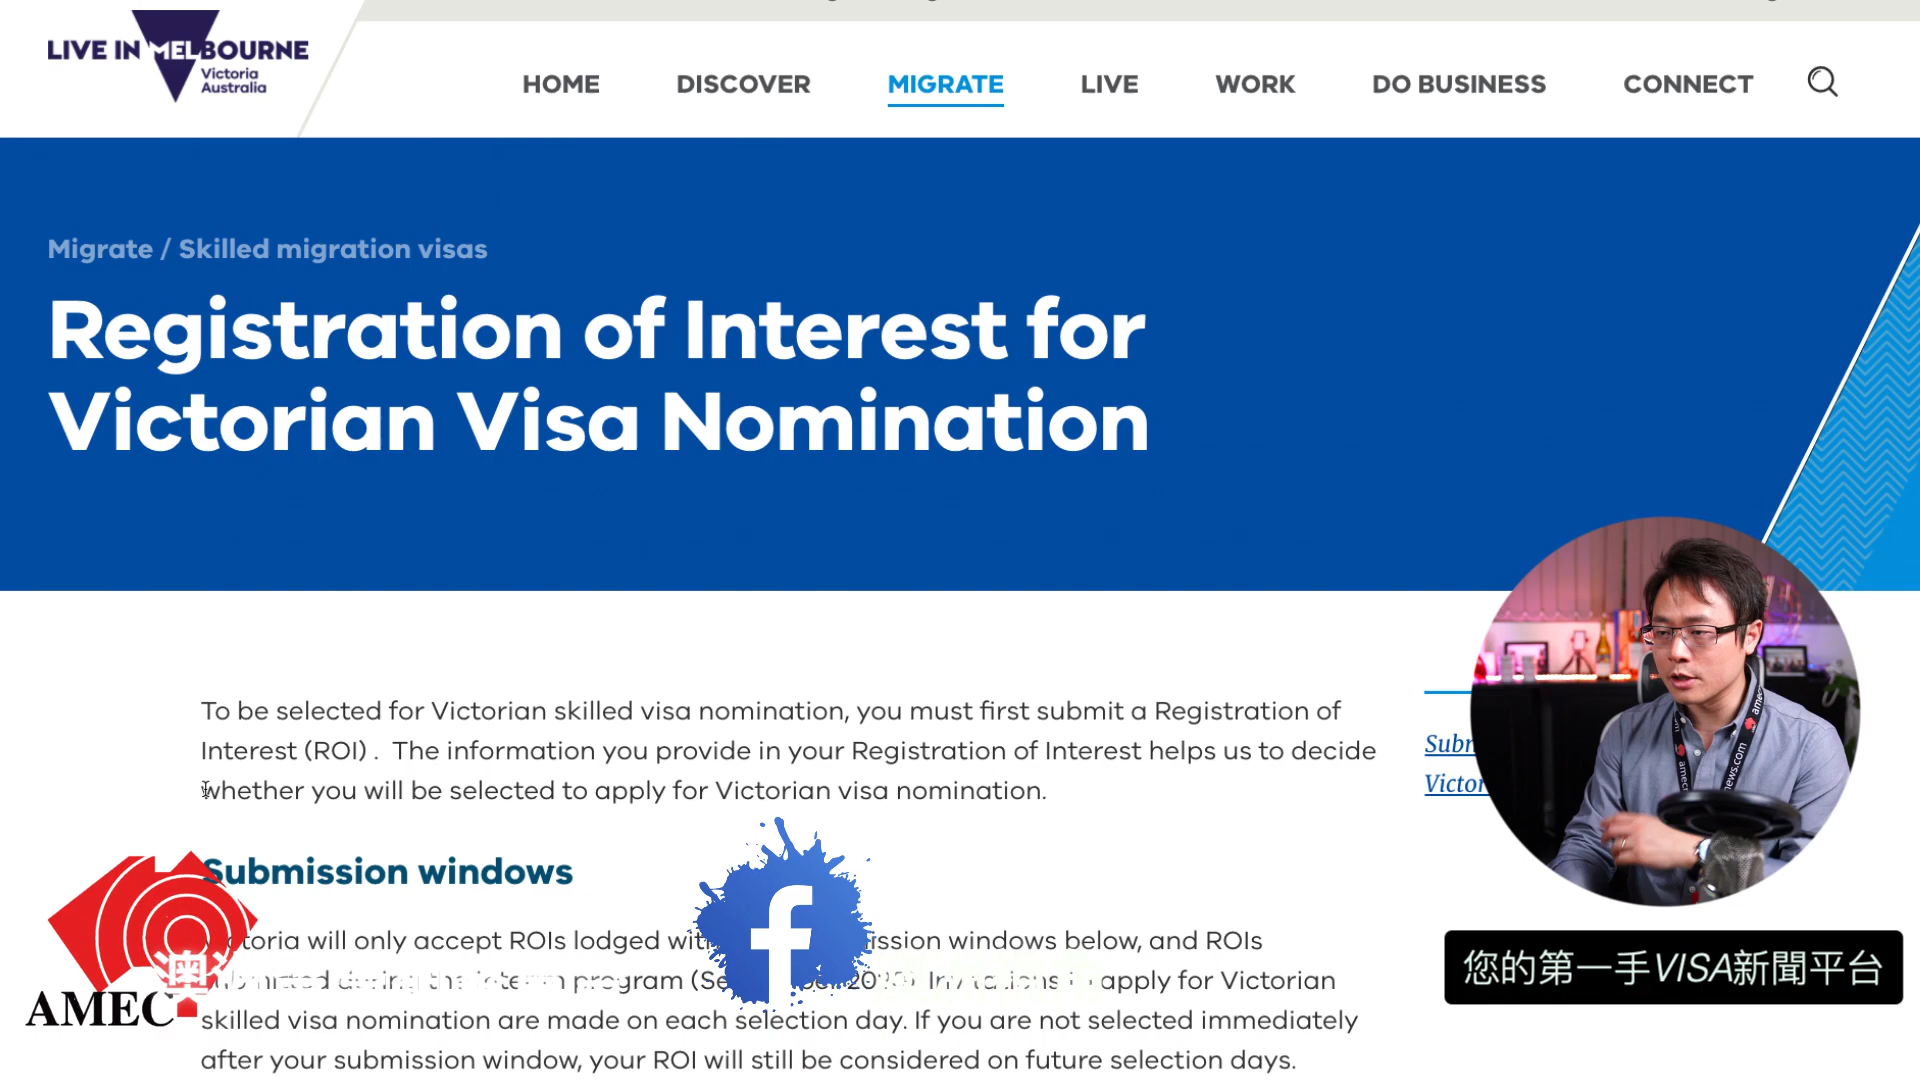 LIVE IN MELBOURNE
Victoria
Australia
HOME
DISCOVER
MIGRATE
LIVE
WORK
DO BUSINESS
CONNECT
Migrate / Skilled migration visas
Registration of Interest for
Victorian Visa Nomination
To be selected for Victorian skilled visa nomination, you must first submit a Registration of
Interest (ROI) .  The information you provide in your Registration of Interest helps us to decide
whether you will be selected to apply for Victorian visa nomination.
Submission windows
will only accept ROIs lodged windows below, and ROIs
program apply for Victorian
skilled visa nomination are made on each selection day. If you are not selected immediately
after your submission window, your ROI will still be considered on future selection days.
AMEC
澳
f
您的第一手VISA新聞平台